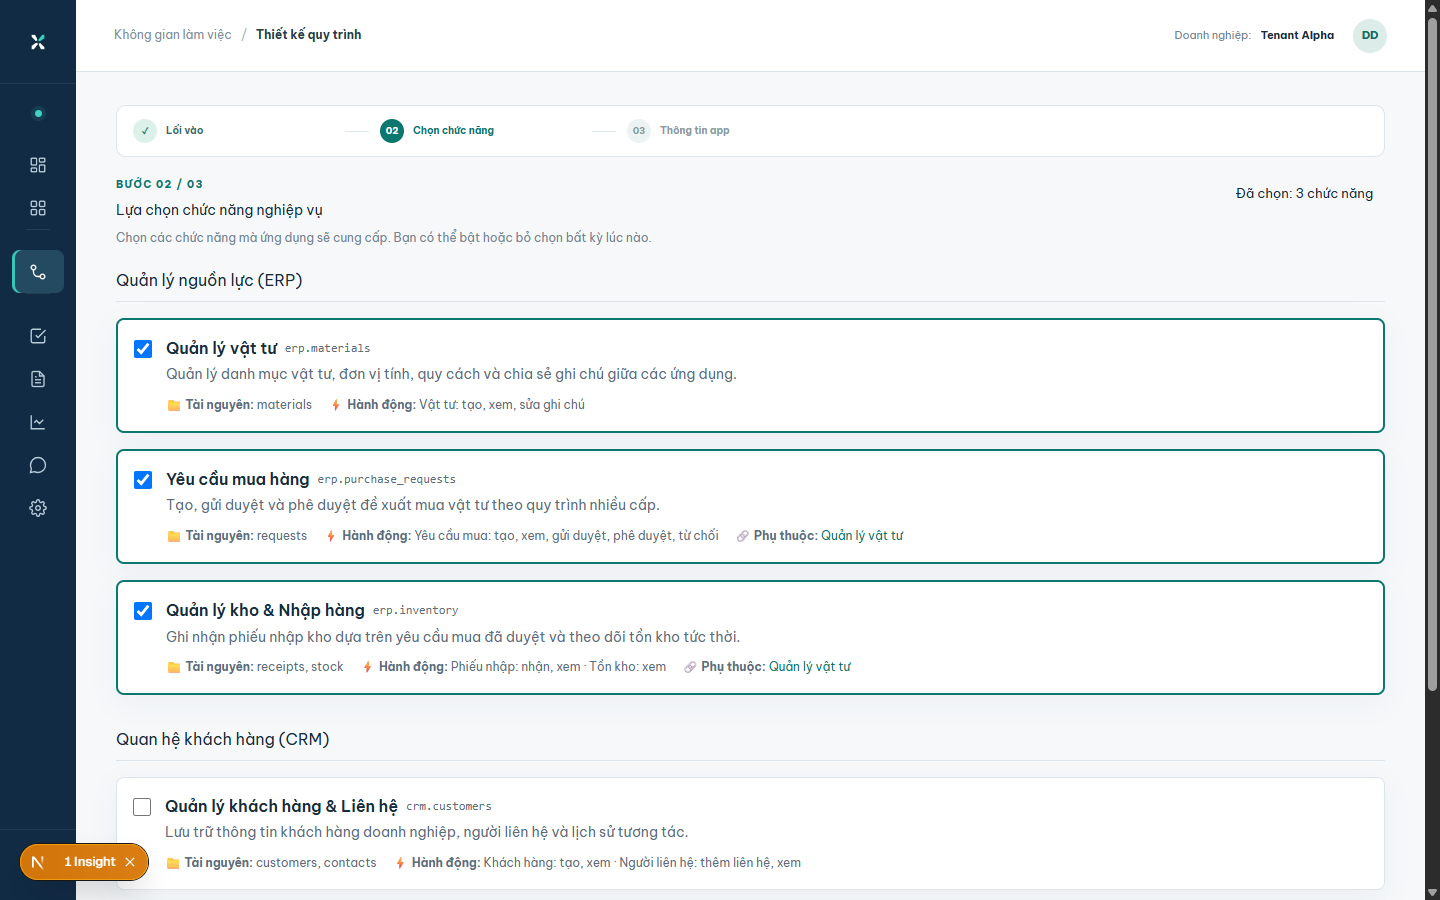 Không gian làm việc / Thiết kế quy trình
Doanh nghiệp: Tenant Alpha DD
✓ Lối vào
02 Chọn chức năng
03 Thông tin app
BƯỚC 02 / 03
Đã chọn: 3 chức năng
Lựa chọn chức năng nghiệp vụ
Chọn các chức năng mà ứng dụng sẽ cung cấp. Bạn có thể bật hoặc bỏ chọn bất kỳ lúc nào.
Quản lý nguồn lực (ERP)
Quản lý vật tư erp.materials
Quản lý danh mục vật tư, đơn vị tính, quy cách và chia sẻ ghi chú giữa các ứng dụng.
Tài nguyên: materials Hành động: Vật tư: tạo, xem, sửa ghi chú
Yêu cầu mua hàng erp.purchase_requests
Tạo, gửi duyệt và phê duyệt đề xuất mua vật tư theo quy trình nhiều cấp.
Tài nguyên: requests Hành động: Yêu cầu mua: tạo, xem, gửi duyệt, phê duyệt, từ chối Phụ thuộc: Quản lý vật tư
Quản lý kho & Nhập hàng erp.inventory
Ghi nhận phiếu nhập kho dựa trên yêu cầu mua đã duyệt và theo dõi tồn kho tức thời.
Tài nguyên: receipts, stock Hành động: Phiếu nhập: nhận, xem · Tồn kho: xem Phụ thuộc: Quản lý vật tư
Quan hệ khách hàng (CRM)
Quản lý khách hàng & Liên hệ crm.customers
Lưu trữ thông tin khách hàng doanh nghiệp, người liên hệ và lịch sử tương tác.
Tài nguyên: customers, contacts Hành động: Khách hàng: tạo, xem · Người liên hệ: thêm liên hệ, xem
N 1 Insight